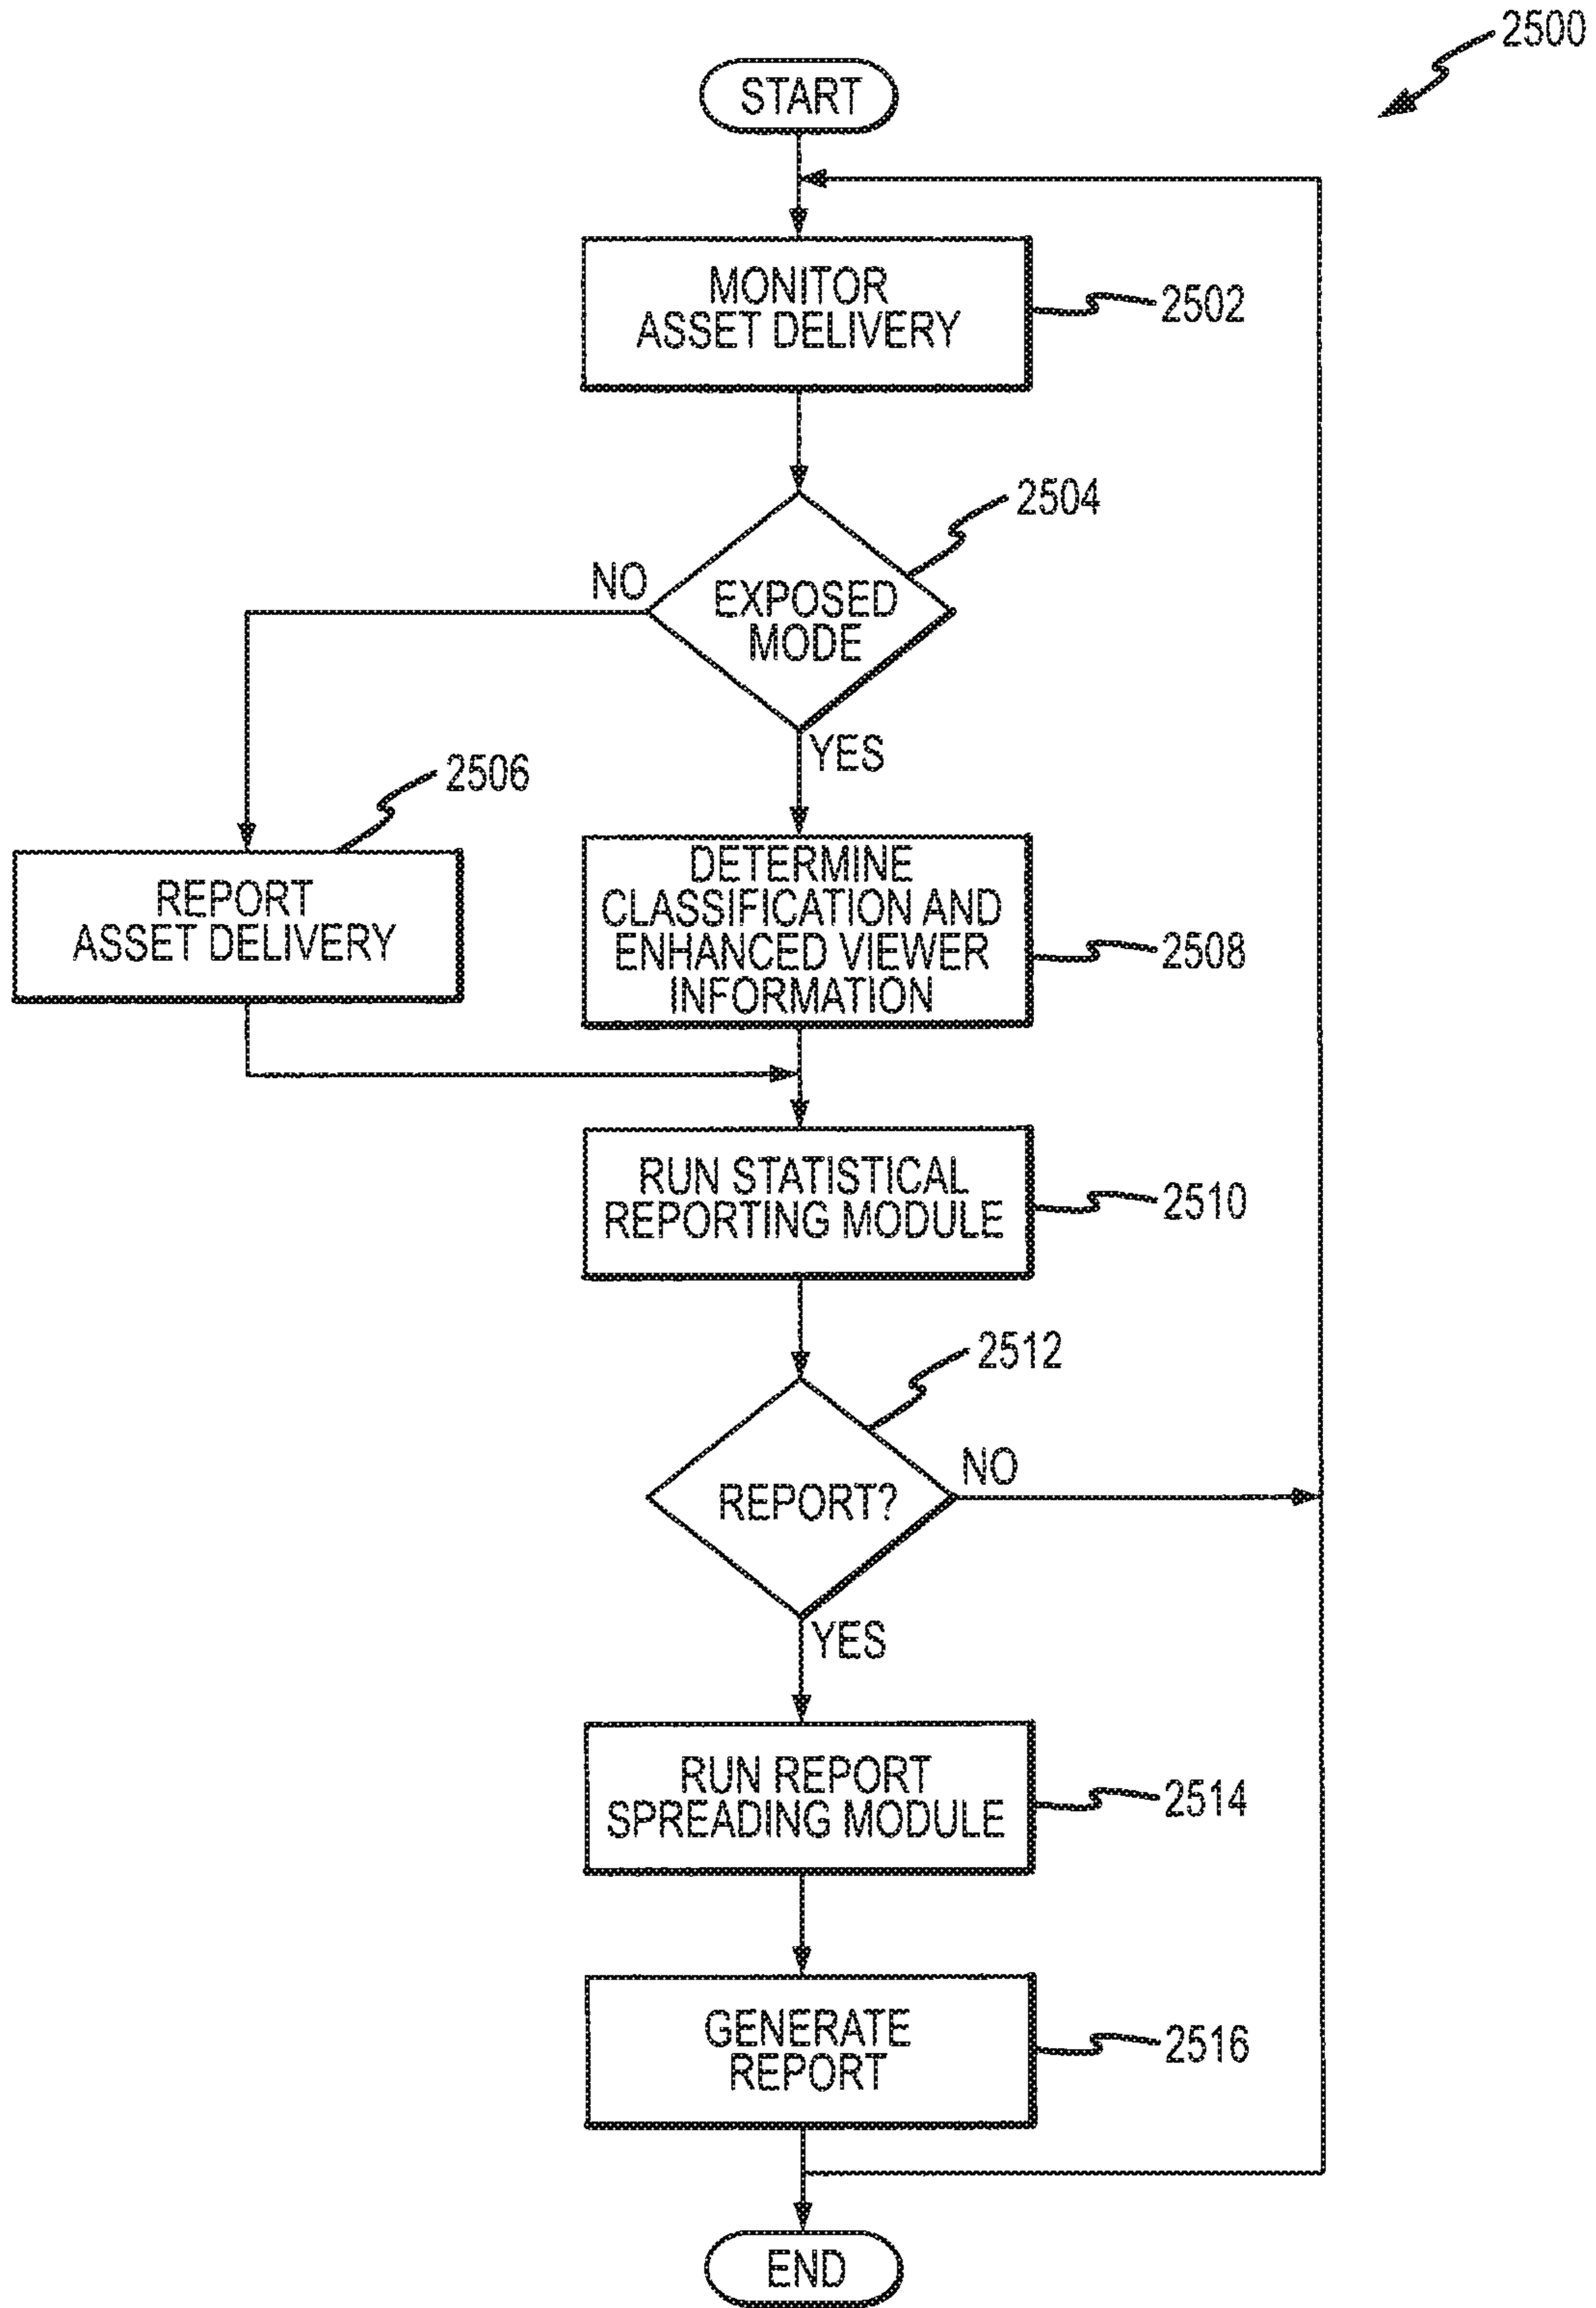 2500
START
MONITOR
ASSET DELIVERY
2502
2504
NO
EXPOSED
MODE
YES
2506
REPORT
ASSET DELIVERY
DETERMINE
CLASSIFICATION AND
ENHANCED VIEWER
INFORMATION
2508
RUN STATISTICAL
REPORTING MODULE
2510
2512
NO
REPORT?
YES
RUN REPORT
SPREADING MODULE
2514
GENERATE
REPORT
2516
END